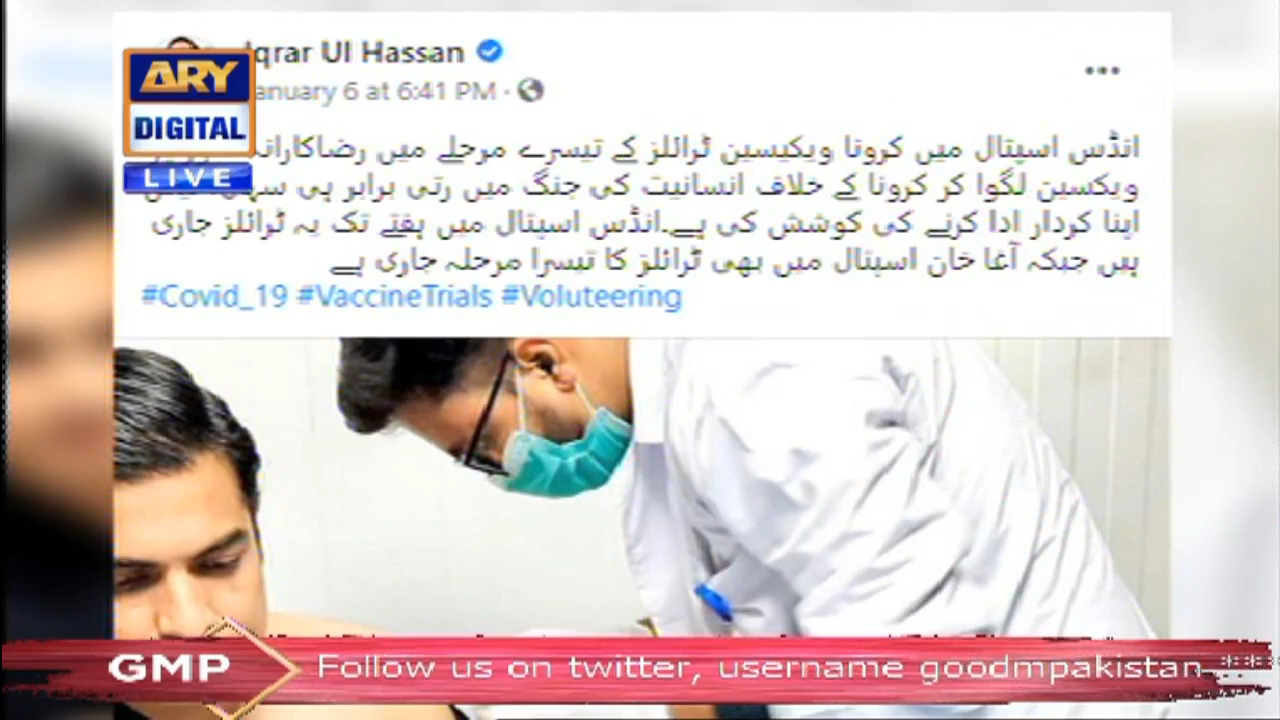 Iqrar Ul Hassan
January 6 at 6:41 PM
ARY
DIGITAL
LIVE
انڈس اسپتال میں کرونا ویکیسین ٹرائلز کے تیسرے مرحلے میں
ویکسین لگوا کر کرونا کے خلاف انسانیت کی جنگ میں رتی برابر ہی
اپنا کردار ادا کرنے کی کوشش کی ہے۔انڈس اسپتال میں ہفتے تک یہ ٹرائلز جاری
ہیں جبکہ آغا خان اسپتال میں بھی ٹرائلز کا تیسرا مرحلہ جاری ہے
#Covid_19 #VaccineTrials #Voluteering
GMP
Follow us on twitter, username goodmpakistan